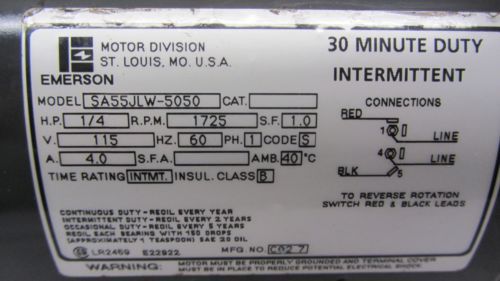 MOTOR DIVISION
ST. LOUIS, MO. U.S.A.
EMERSON
30 MINUTE DUTY
INTERMITTENT
MODEL SA55JLW-5050 CAT.
H.P. 1/4 R.P.M. 1725 S.F. 1.0
V. 115 HZ. 60 PH. 1 CODE S
A. 4.0 S.F.A. AMB. 40 °C
TIME RATING INTMT. INSUL. CLASS B
CONNECTIONS
RED
1
LINE
4
LINE
BLK 5
TO REVERSE ROTATION
SWITCH RED & BLACK LEADS
CONTINUOUS DUTY-REOIL EVERY YEAR
INTERMITTENT DUTY-REOIL EVERY 2 YEARS
OCCASIONAL DUTY-REOIL EVERY 5 YEARS
REOIL EACH BEARING WITH 150 DROPS
(APPROXIMATELY 1 TEASPOON) SAE 20 OIL
LR2459 E22922 MFG. NO. C02 7
WARNING: MOTOR MUST BE PROPERLY GROUNDED AND TERMINAL COVER
MUST BE IN PLACE TO REDUCE POTENTIAL ELECTRICAL SHOCK.